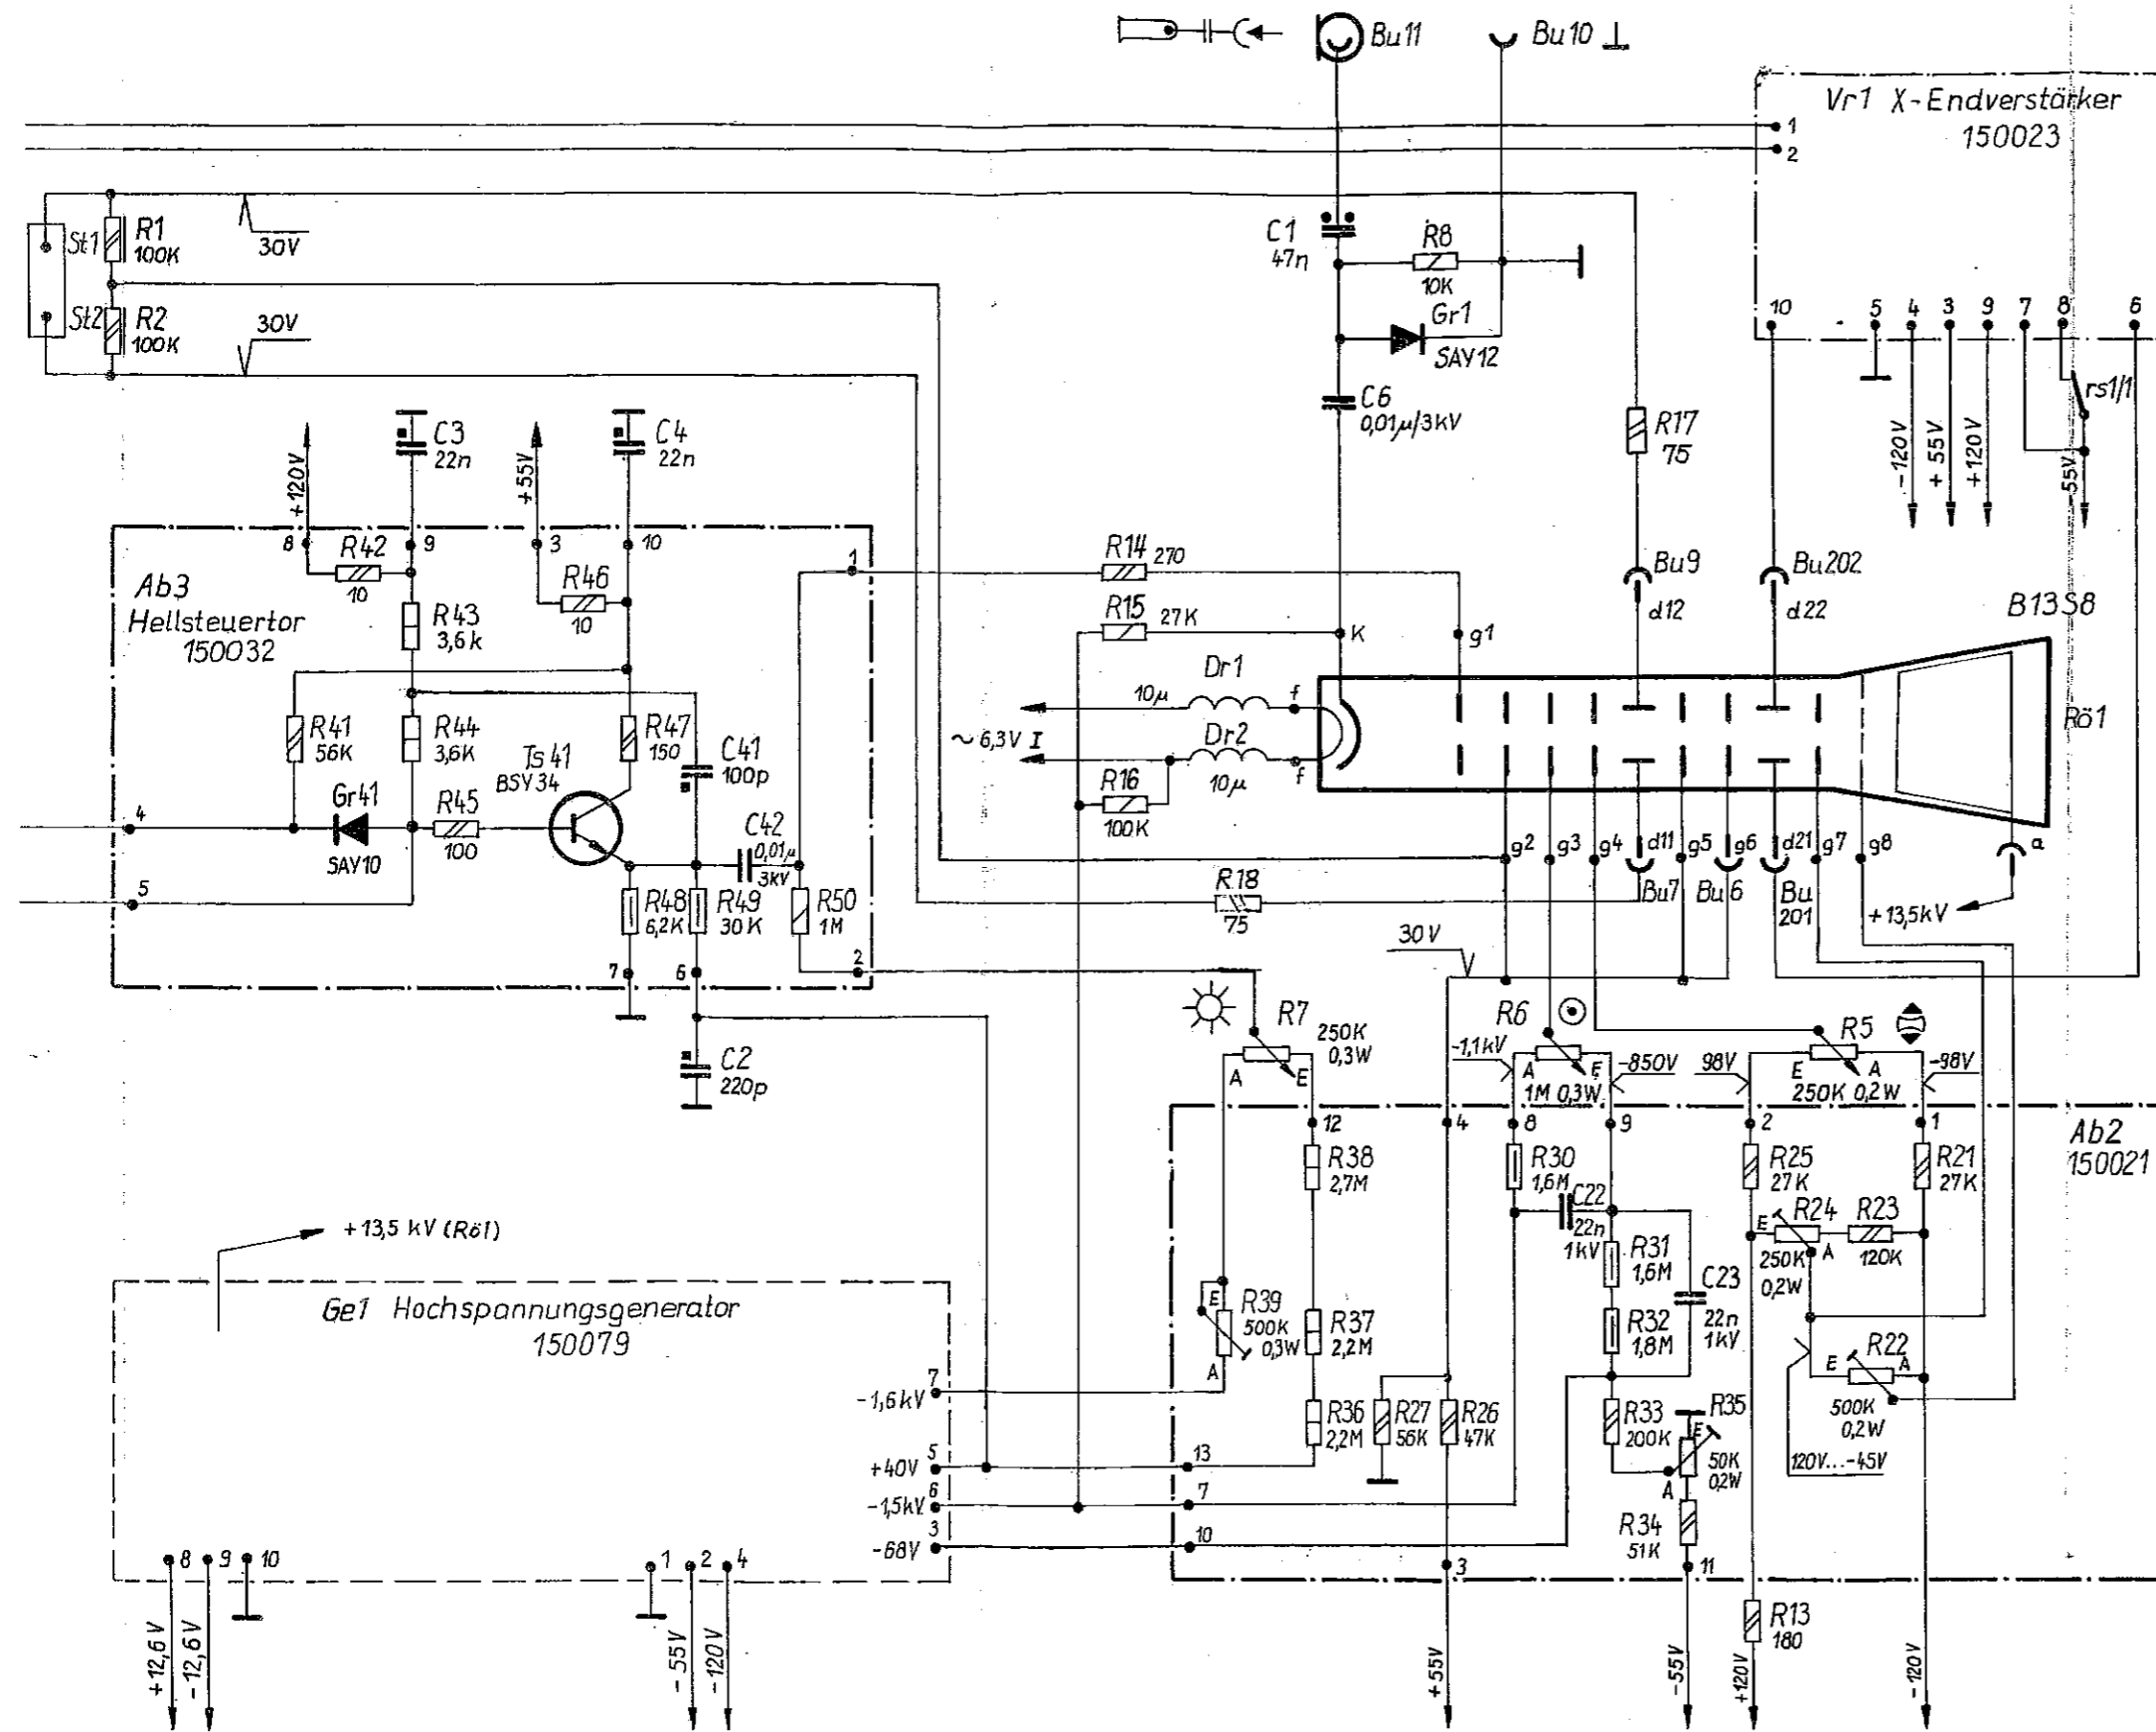 Bu11
Bu10
Vr1 X-Endverstärker
150023
1
2
St1
R1
100K
30V
St2
R2
100K
30V
C1
47n
R8
10K
Gr1
SAY12
C6
0,01µ/3kV
R17
75
10
5
4
3
9
7
8
6
rs1/1
-120V
+55V
+120V
55V
+120V
C3
22n
+55V
C4
22n
8
R42
10
9
3
10
R46
10
1
Ab3
Hellsteuertor
150032
R43
3,6k
R41
56K
R44
3,6K
Ts41
BSY34
R47
150
C41
100p
4
Gr41
SAY10
R45
100
C42
0,01µ
3kV
5
R48
6,2K
R49
30K
R50
1M
7
6
2
C2
220p
R14 270
R15 27K
K
g1
Dr1
10µ
f
~6,3V I
Dr2
10µ
f
R16
100K
Bu9
d12
Bu202
d22
B13S8
Rö1
g2
g3
g4
d11
g5
g6
d21
g7
g8
a
Bu7
Bu6
Bu
201
+13,5kV
R18
75
30V
R7
250K
0,3W
A
E
R6
-1,1kV
A
E
1M 0,3W
-850V
R5
98V
E
A
-98V
250K 0,2W
12
4
8
9
2
1
Ab2
150021
R38
2,7M
R30
1,6M
C22
22n
1kV
R31
1,6M
C23
22n
1kV
R32
1,8M
R25
27K
R21
27K
E
R24
R23
250K
A
120K
0,2W
E
R39
500K
0,3W
A
R37
2,2M
R36
2,2M
R27
56K
R26
47K
R33
200K
R35
E
50K
0,2W
A
R34
51K
E
R22
A
500K
0,2W
120V...-45V
+13,5 kV (Rö1)
Ge1 Hochspannungsgenerator
150079
7
-1,6kV
5
+40V
6
-1,5kV
3
-68V
13
7
10
3
11
8
9
10
1
2
4
+12,6V
-12,6V
-55V
-120V
+55V
-55V
R13
180
+120V
-120V